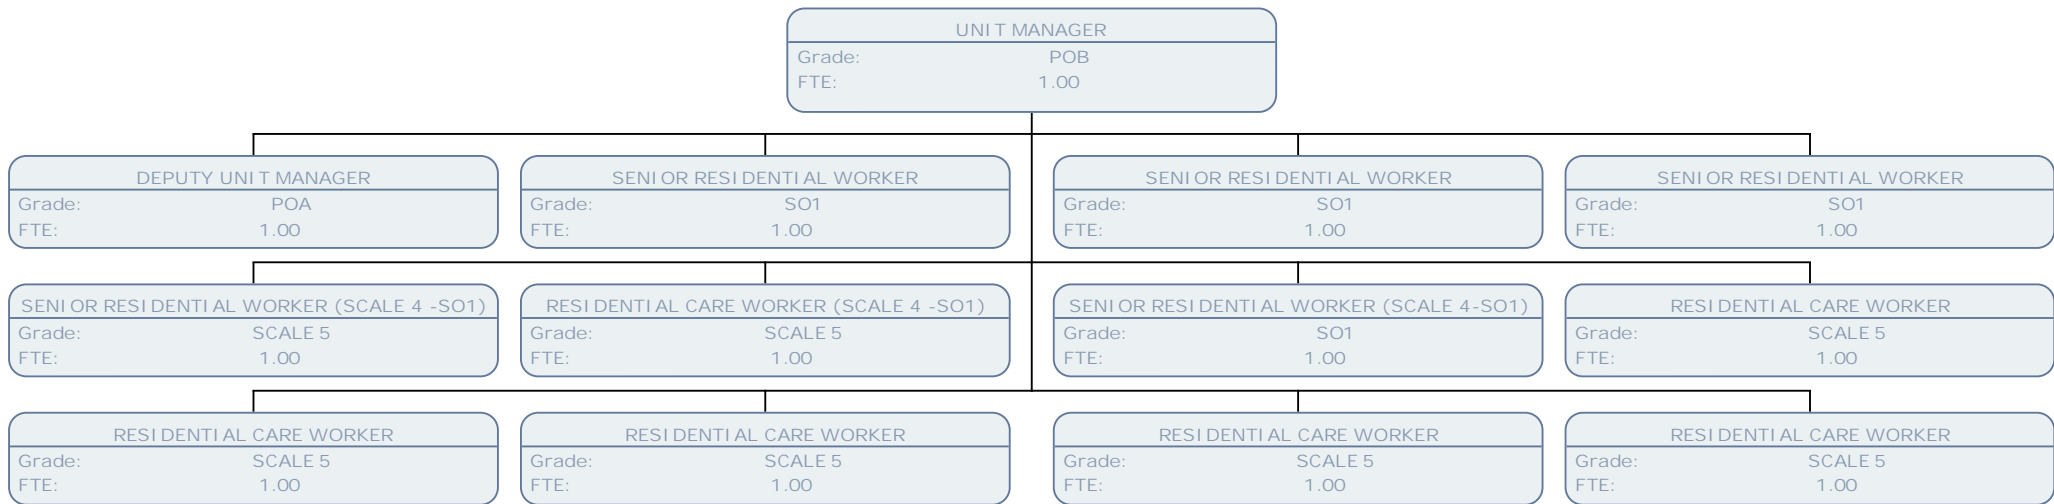 UNIT MANAGER
Grade: POB
FTE: 1.00
DEPUTY UNIT MANAGER
Grade: POA
FTE: 1.00
SENIOR RESIDENTIAL WORKER
Grade: SO1
FTE: 1.00
SENIOR RESIDENTIAL WORKER
Grade: SO1
FTE: 1.00
SENIOR RESIDENTIAL WORKER
Grade: SO1
FTE: 1.00
SENIOR RESIDENTIAL WORKER (SCALE 4 -SO1)
Grade: SCALE 5
FTE: 1.00
RESIDENTIAL CARE WORKER (SCALE 4 -SO1)
Grade: SCALE 5
FTE: 1.00
SENIOR RESIDENTIAL WORKER (SCALE 4-SO1)
Grade: SO1
FTE: 1.00
RESIDENTIAL CARE WORKER
Grade: SCALE 5
FTE: 1.00
RESIDENTIAL CARE WORKER
Grade: SCALE 5
FTE: 1.00
RESIDENTIAL CARE WORKER
Grade: SCALE 5
FTE: 1.00
RESIDENTIAL CARE WORKER
Grade: SCALE 5
FTE: 1.00
RESIDENTIAL CARE WORKER
Grade: SCALE 5
FTE: 1.00